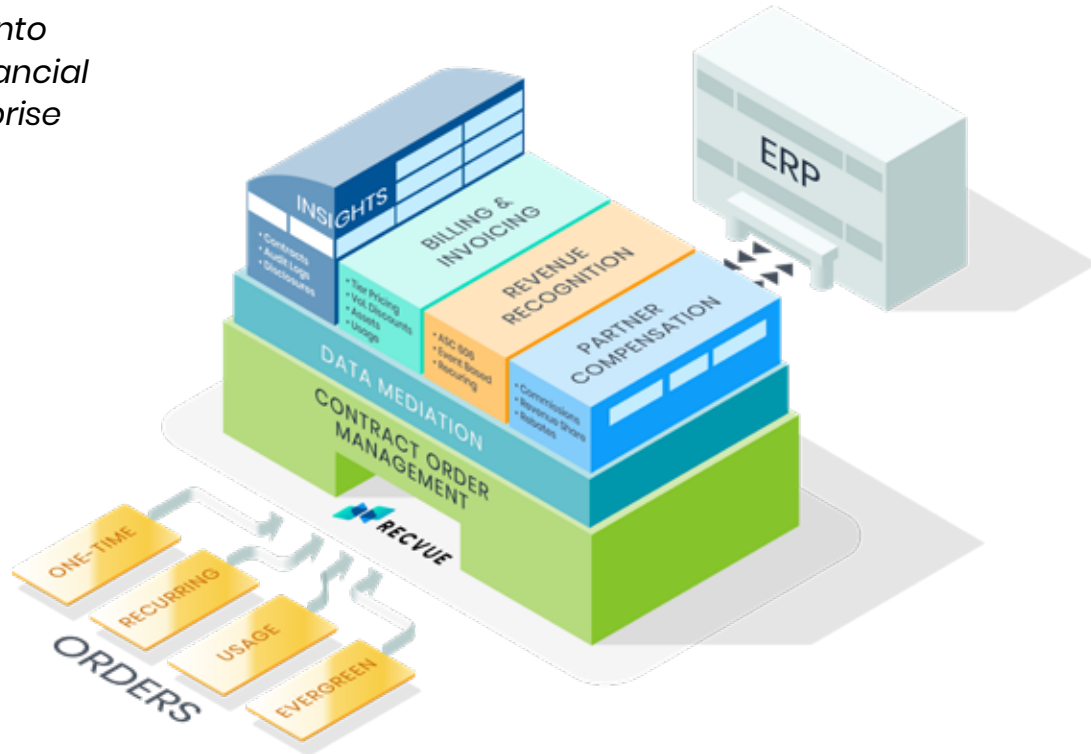 nto
ancial
orise
ERP
INSIGHTS
• Contracts
• Audit Logs
• Disclosures
BILLING &
INVOICING
• Tier Pricing
• Vol. Discounts
• Assets
• Usage
REVENUE
RECOGNITION
• ASC 606
• Event Based
• Recuring
PARTNER
COMPENSATION
• Commissions
• Revenue Share
• Rebates
DATA MEDIATION
CONTRACT ORDER
MANAGEMENT
RECVUE
ONE-TIME
RECURRING
USAGE
EVERGREEN
ORDERS